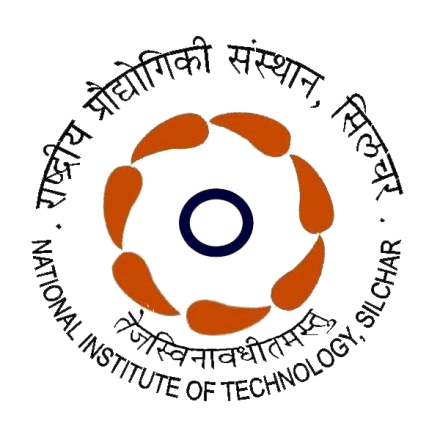 राष्ट्रीय प्रौद्योगिकी संस्थान, सिलचर
तेजस्विनावधीतमस्तु
NATIONAL INSTITUTE OF TECHNOLOGY, SILCHAR